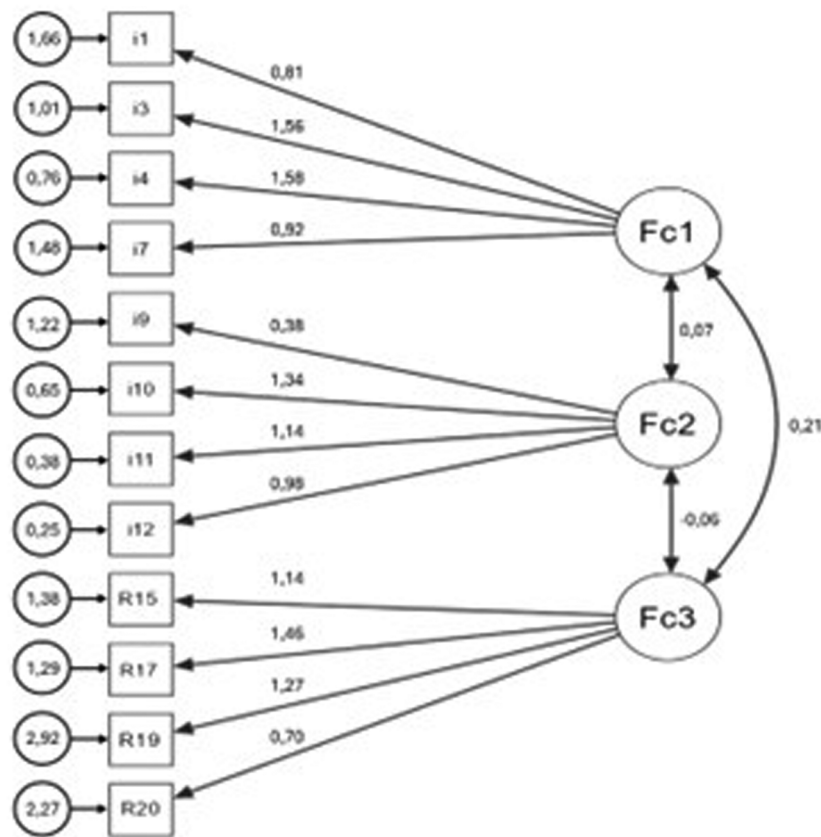 1,66 i1
0,81
1,01 i3
1,56
0,76 i4
1,58
1,48 i7
0,92
Fc1
1,22 i9
0,38
0,07
0,65 i10
1,34
1,14
0,38 i11
Fc2
0,98
0,21
0,25 i12
-0,06
1,38 R15
1,14
Fc3
1,29 R17
1,46
1,27
2,92 R19
0,70
2,27 R20